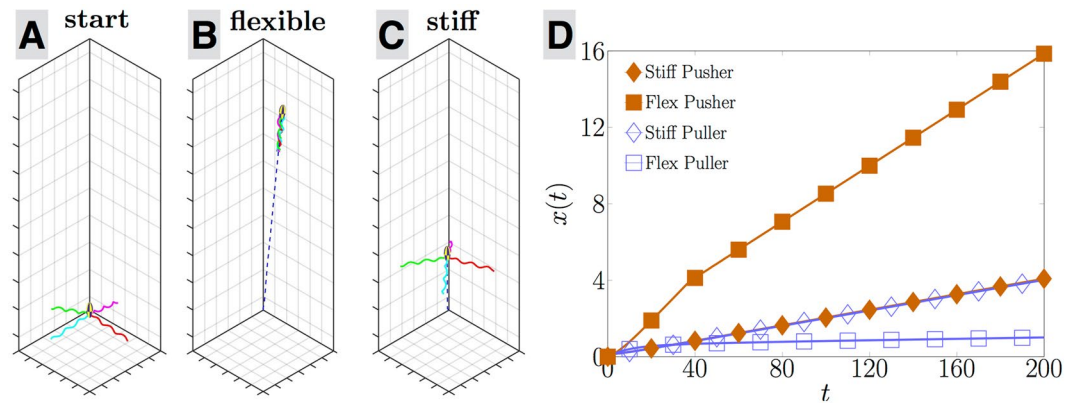 A start
B flexible
C stiff
D
16
12
8
4
0
x(t)
Stiff Pusher
Flex Pusher
Stiff Puller
Flex Puller
0 40 80 120 160 200
t